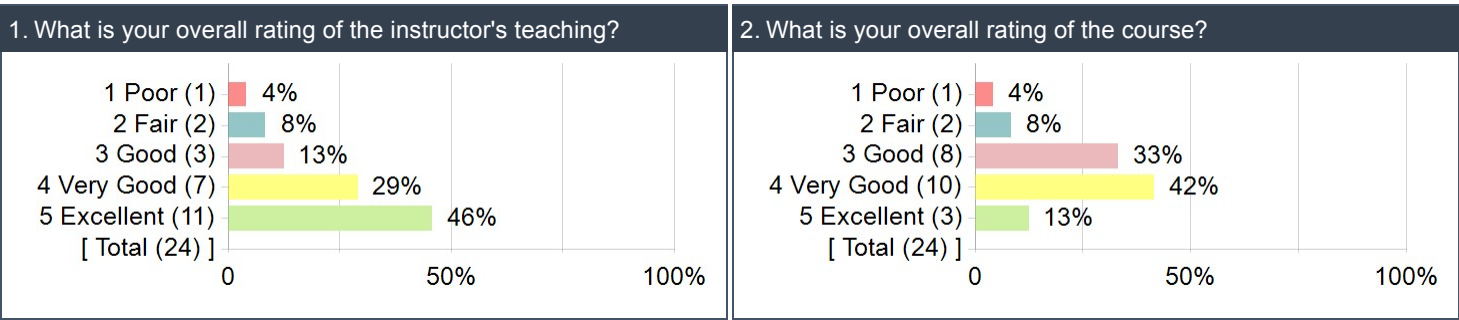 1. What is your overall rating of the instructor's teaching?
1 Poor (1) 4%
2 Fair (2) 8%
3 Good (3) 13%
4 Very Good (7) 29%
5 Excellent (11) 46%
[ Total (24) ]
0 50% 100%
2. What is your overall rating of the course?
1 Poor (1) 4%
2 Fair (2) 8%
3 Good (8) 33%
4 Very Good (10) 42%
5 Excellent (3) 13%
[ Total (24) ]
0 50% 100%